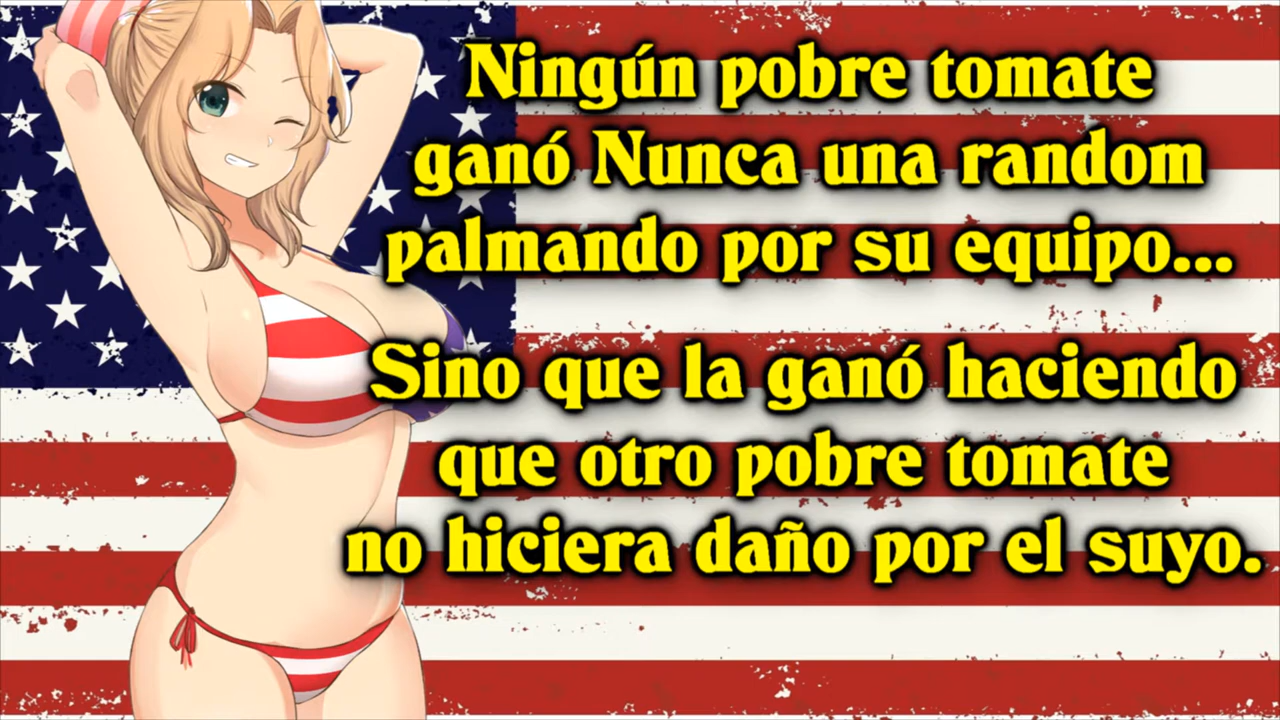 Ningún pobre tomate
ganó Nunca una random
palmando por su equipo...
Sino que la ganó haciendo
que otro pobre tomate
no hiciera daño por el suyo.